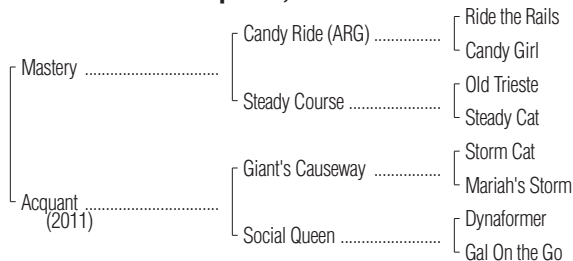 Ride the Rails
Candy Ride (ARG) ................
Candy Girl
Mastery ................................
Old Trieste
Steady Course ......................
Steady Cat
Storm Cat
Giant's Causeway ................
Mariah's Storm
Acquant ................................
(2011)
Dynaformer
Social Queen ........................
Gal On the Go